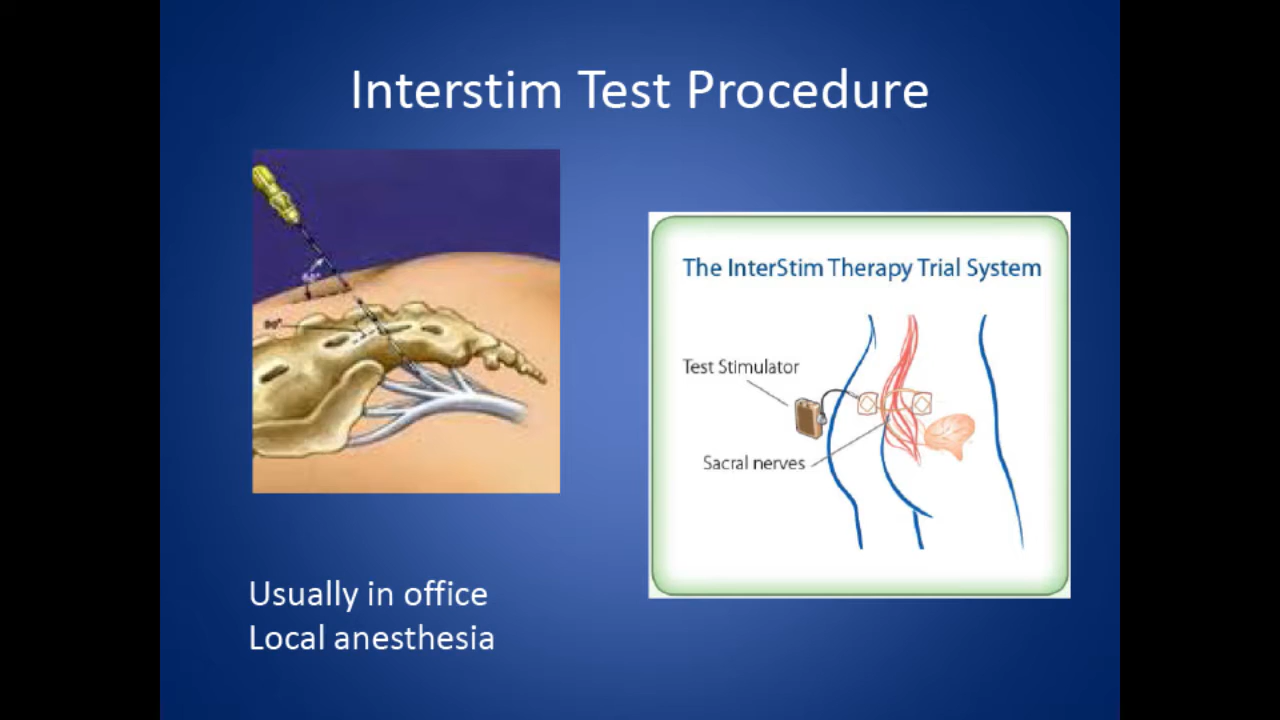 Interstim Test Procedure
The InterStim Therapy Trial System
Test Stimulator
Sacral nerves
Usually in office
Local anesthesia